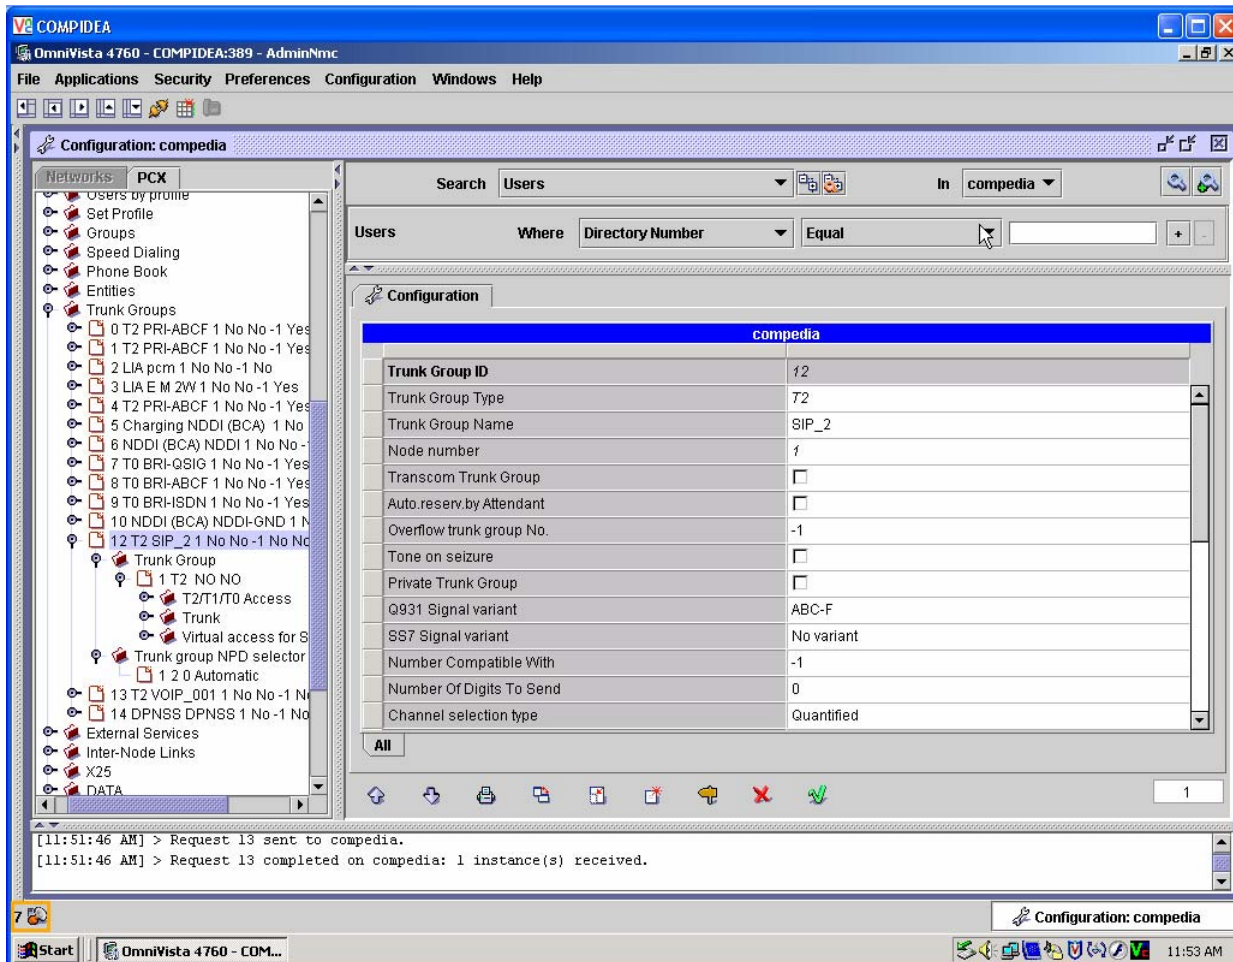 COMPIDEA
OmniVista 4760 - COMPIDEA:389 - AdminNmc
File Applications Security Preferences Configuration Windows Help
Configuration: compedia
Networks PCX
Users by profile
Set Profile
Groups
Speed Dialing
Phone Book
Entities
Trunk Groups
0 T2 PRI-ABCF 1 No No -1 Yes
1 T2 PRI-ABCF 1 No No -1 Yes
2 LIA pcm 1 No No -1 No
3 LIA E M 2W 1 No No -1 Yes
4 T2 PRI-ABCF 1 No No -1 Yes
5 Charging NDDI (BCA) 1 No
6 NDDI (BCA) NDDI 1 No No -
7 T0 BRI-QSIG 1 No No -1 Yes
8 T0 BRI-ABCF 1 No No -1 Yes
9 T0 BRI-ISDN 1 No No -1 Yes
10 NDDI (BCA) NDDI-GND 1 N
12 T2 SIP_2 1 No No -1 No No
Trunk Group
1 T2 NO NO
T2/T1/T0 Access
Trunk
Virtual access for S
Trunk group NPD selector
1 2 0 Automatic
13 T2 VOIP_001 1 No No -1 N
14 DPNSS DPNSS 1 No -1 No
External Services
Inter-Node Links
X25
DATA
Search Users In compedia
Users Where Directory Number Equal + -
Configuration
compedia
Trunk Group ID 12
Trunk Group Type T2
Trunk Group Name SIP_2
Node number 1
Transcom Trunk Group
Auto.reserv.by Attendant
Overflow trunk group No. -1
Tone on seizure
Private Trunk Group
Q931 Signal variant ABC-F
SS7 Signal variant No variant
Number Compatible With -1
Number Of Digits To Send 0
Channel selection type Quantified
All
1
[11:51:46 AM] > Request 13 sent to compedia.
[11:51:46 AM] > Request 13 completed on compedia: 1 instance(s) received.
7
Configuration: compedia
Start OmniVista 4760 - COM... 11:53 AM